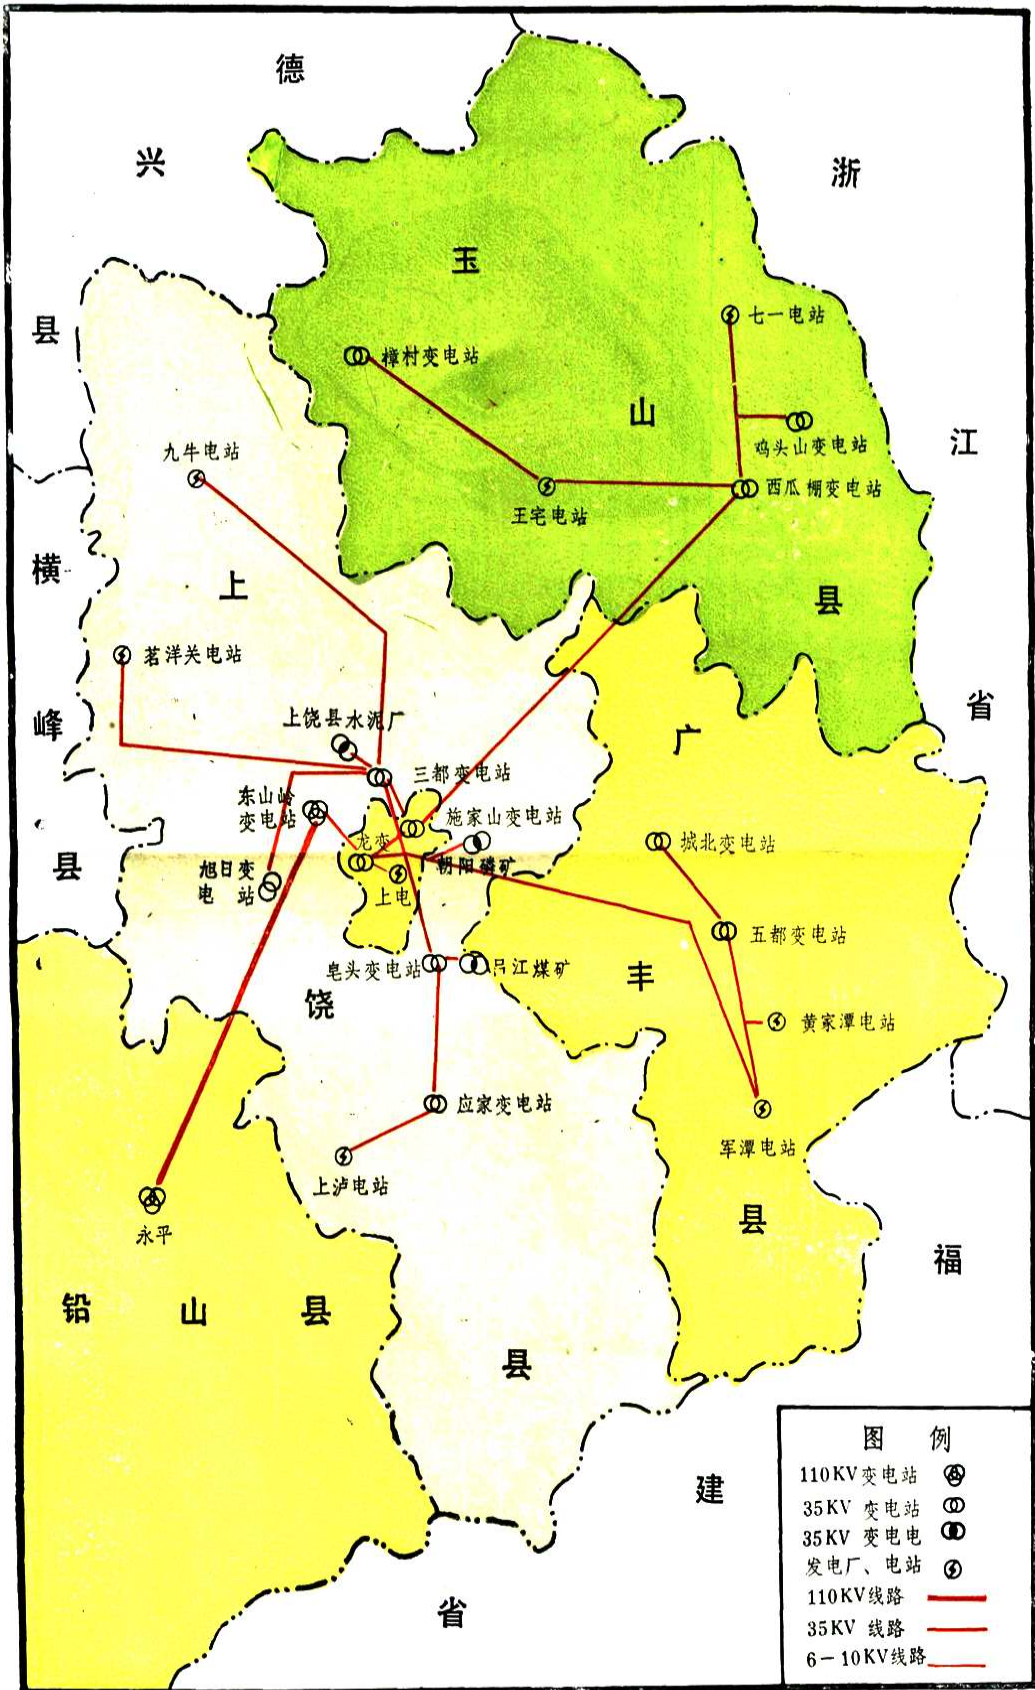 德
兴
浙
玉
七一电站
县
樟村变电站
山
鸡头山变电站
江
九牛电站
西瓜棚变电站
王宅电站
横
上
县
茗洋关电站
省
峰
上饶县水泥厂
广
三都变电站
东山岭
变电站
施家山变电站
龙变
城北变电站
县
旭日变
电 站
朝阳磷矿
上电
五都变电站
皂头变电站
吕江煤矿
丰
饶
黄家潭电站
应家变电站
军潭电站
上泸电站
县
永平
福
铅 山 县
县
建
省
图 例
110KV变电站
35KV 变电站
35KV 变电电
发电厂、电站
110KV线路
35KV 线路
6－10KV线路